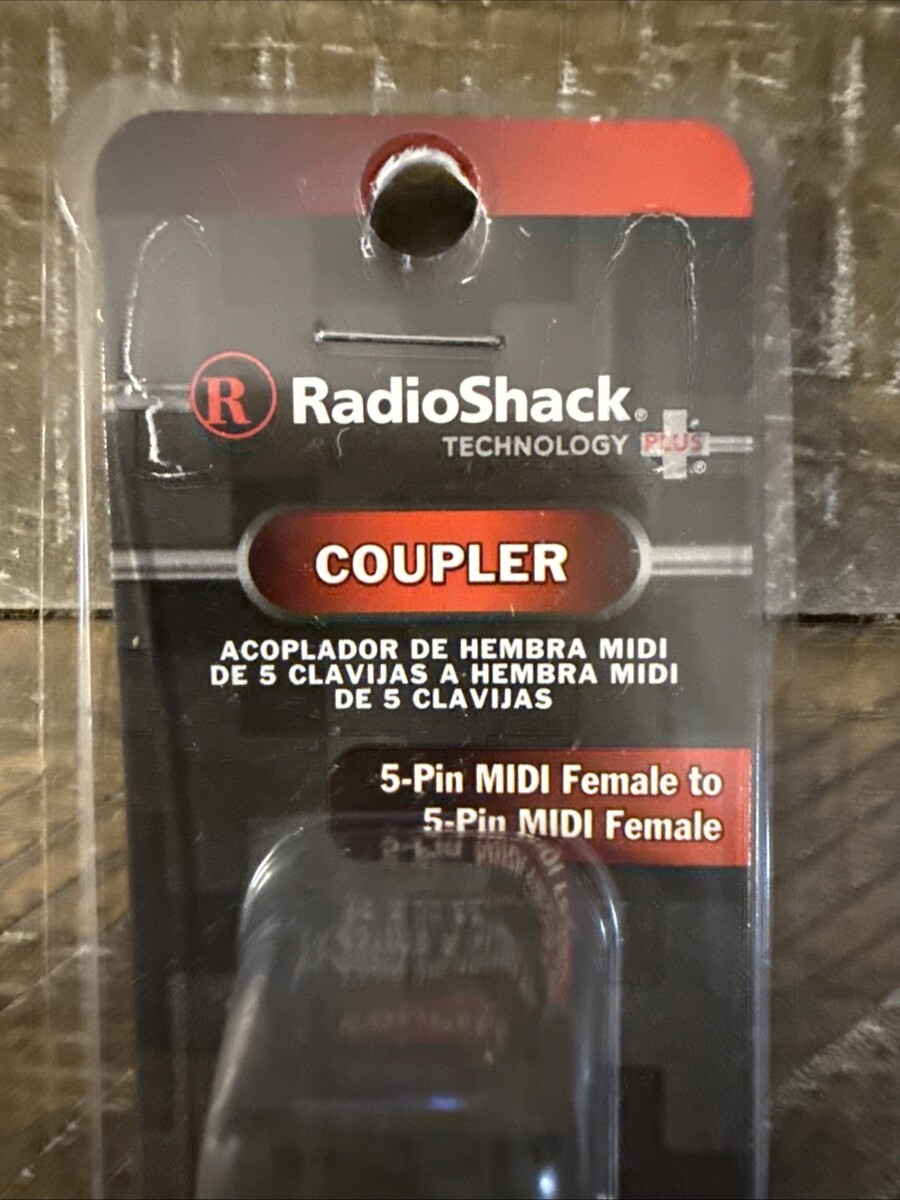 R RadioShack®
TECHNOLOGY PLUS®
COUPLER
ACOPLADOR DE HEMBRA MIDI
DE 5 CLAVIJAS A HEMBRA MIDI
DE 5 CLAVIJAS
5-Pin MIDI Female to
5-Pin MIDI Female